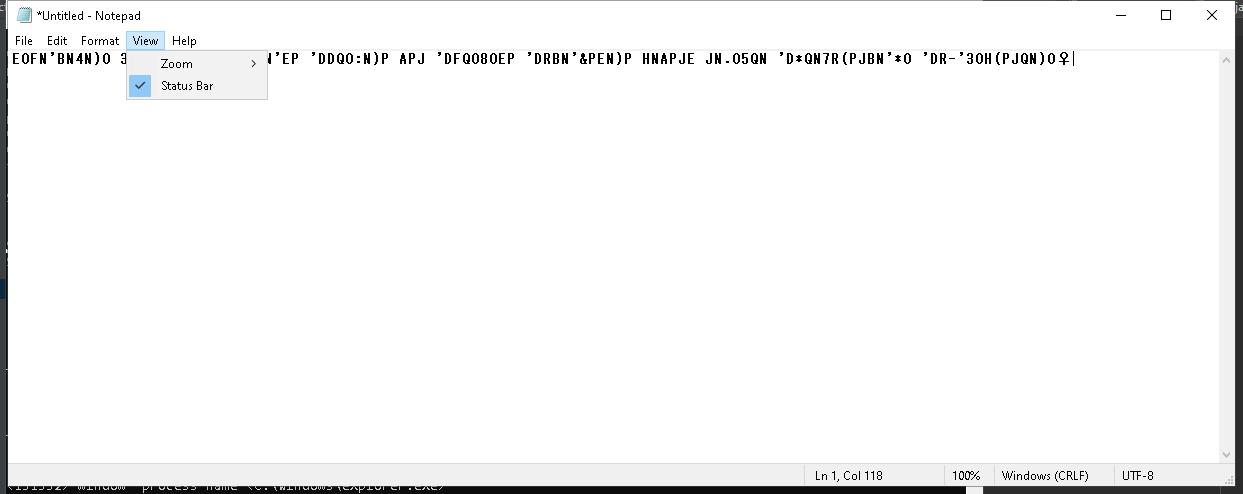 *Untitled - Notepad
File Edit Format View Help
EOFN'BN4N)O 3
N'EP 'DDQO:N)P APJ 'DFQO8OEP 'DRBN'&PEN)P HNAPJE JN.O5QN 'D*QN7R(PJBN'*O 'DR-'3OH(PJQN)O♀
Zoom
Status Bar
Ln 1, Col 118 100% Windows (CRLF) UTF-8
<151552> window process name <C:\Windows\explorer.exe>